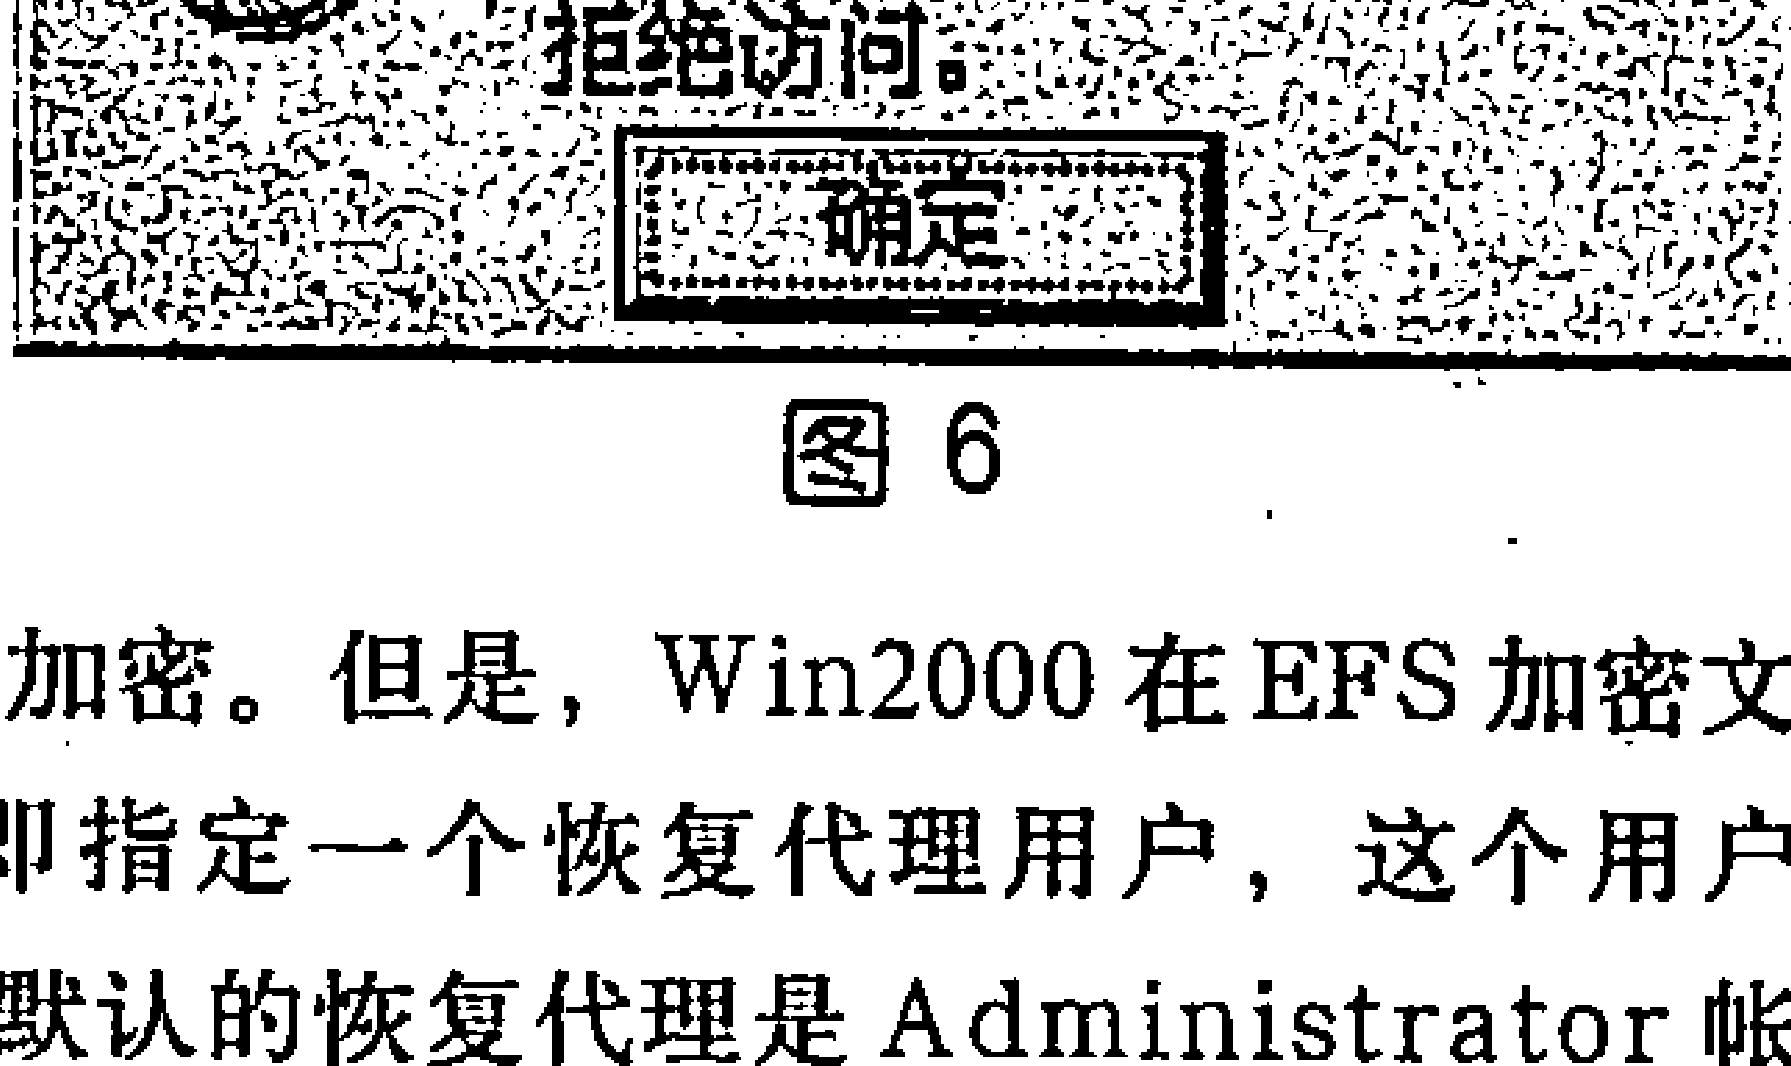 拒绝访问。
确定
图 6
加密。但是，Win2000 在 EFS 加密文
即指定一个恢复代理用户，这个用户
默认的恢复代理是 Administrator 帐